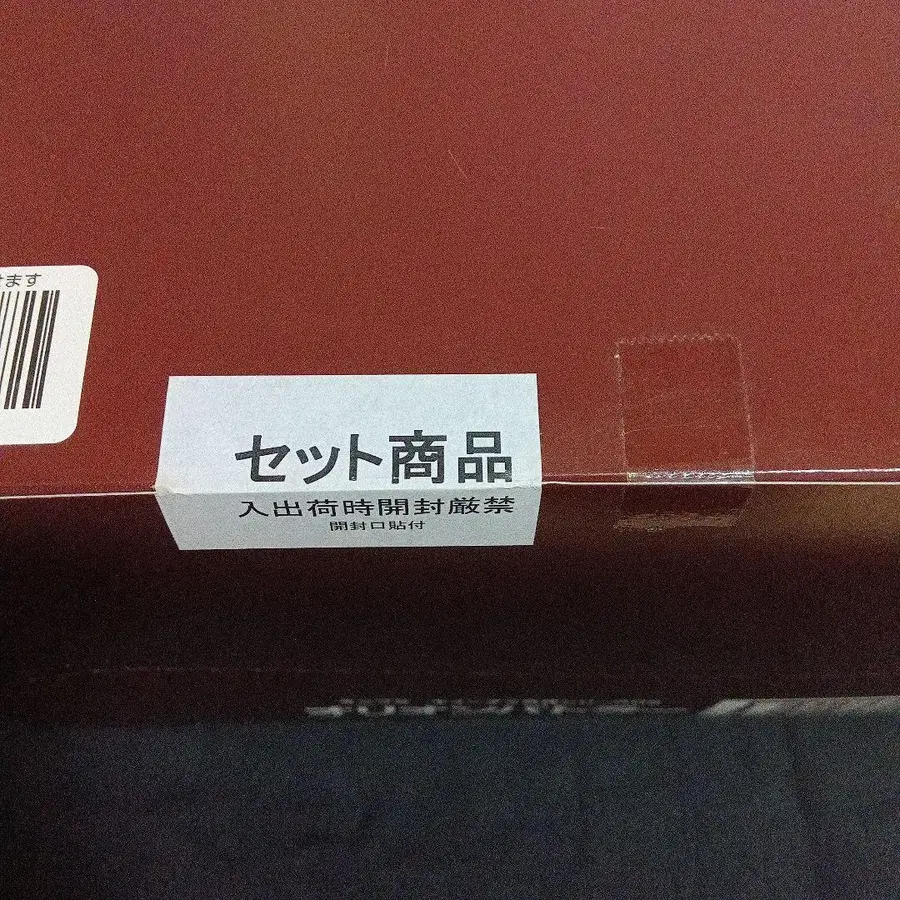 けます
セット商品
入出荷時開封厳禁
開封口貼付